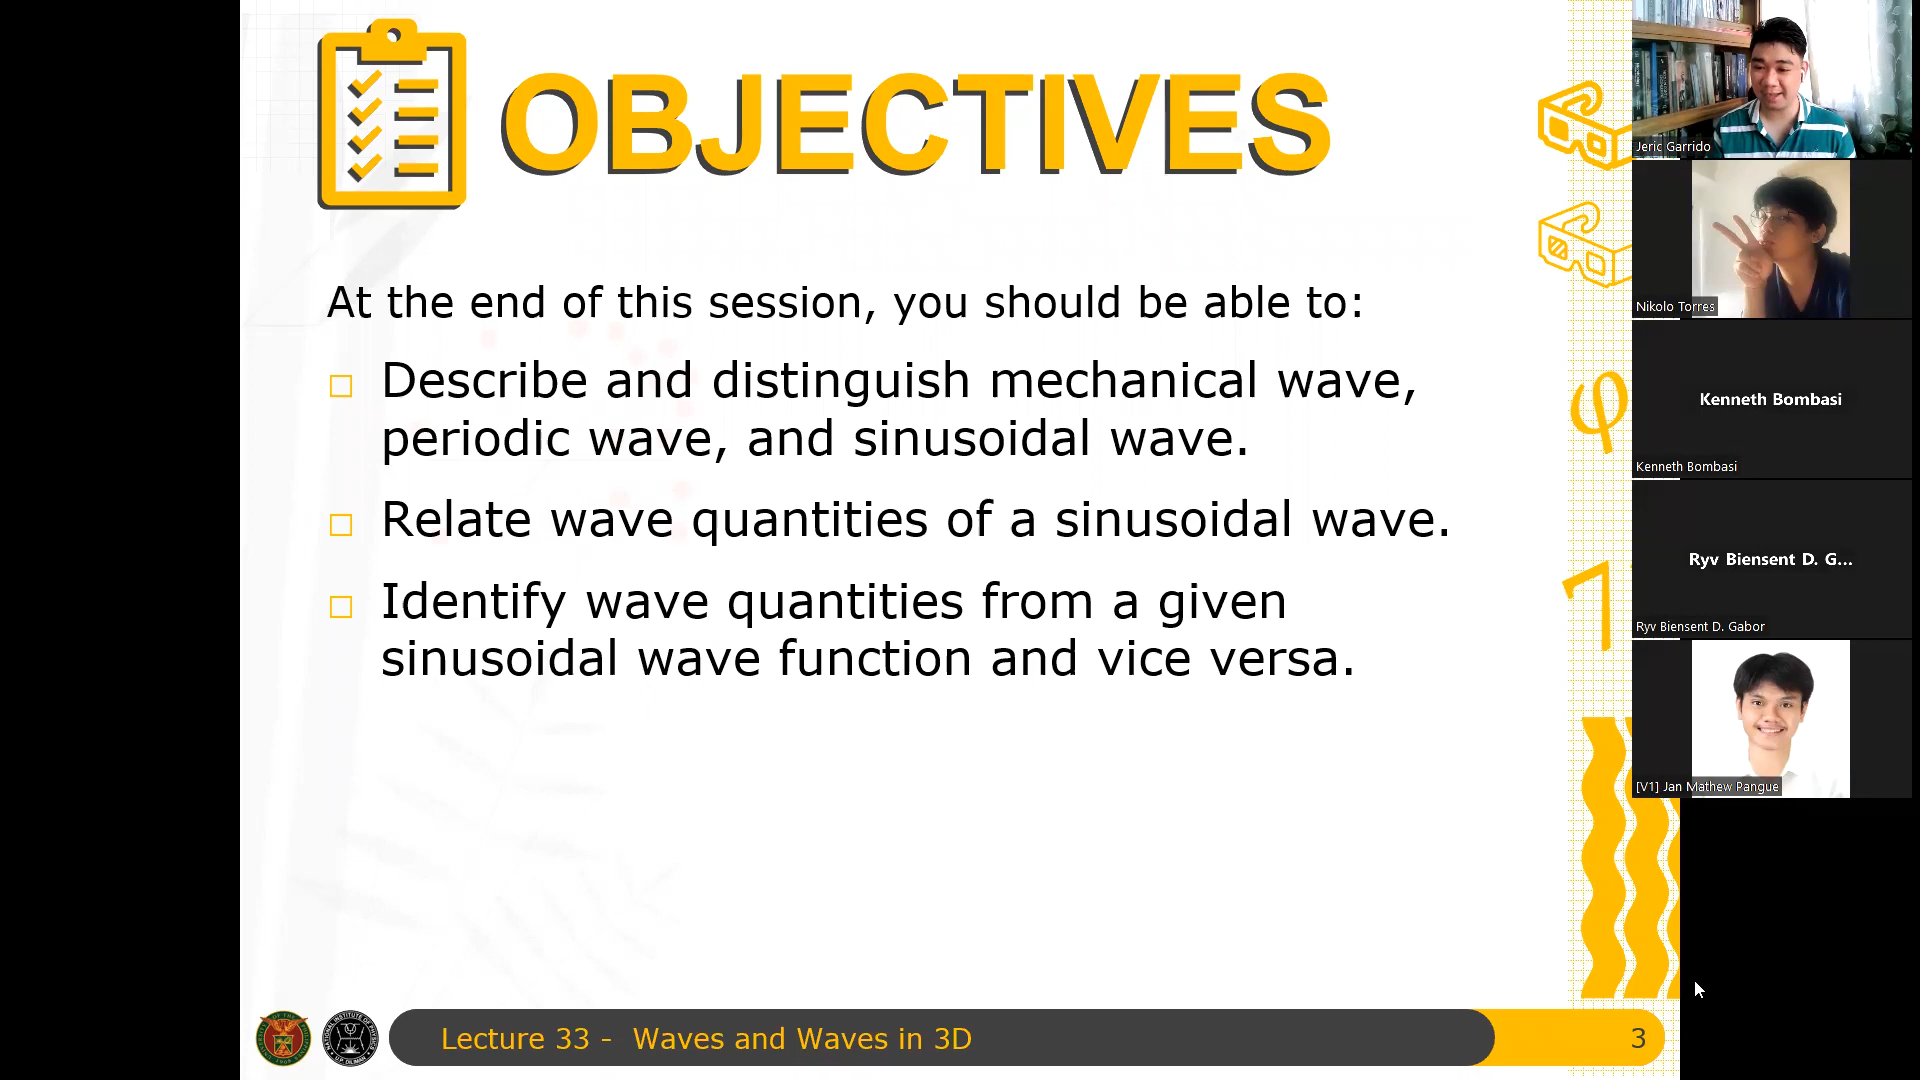 OBJECTIVES
At the end of this session, you should be able to:
Describe and distinguish mechanical wave,
periodic wave, and sinusoidal wave.
Relate wave quantities of a sinusoidal wave.
Identify wave quantities from a given
sinusoidal wave function and vice versa.
Lecture 33 - Waves and Waves in 3D
3
φ
Jeric Garrido
Nikolo Torres
Kenneth Bombasi
Kenneth Bombasi
Ryv Biensent D. G...
Ryv Biensent D. Gabor
[V1] Jan Mathew Pangue